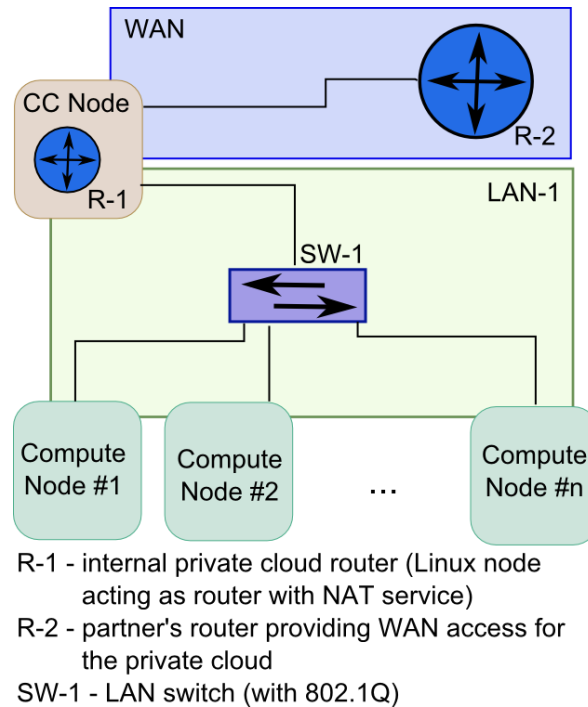 WAN
CC Node
R-1
R-2
LAN-1
SW-1
Compute
Node #1
Compute
Node #2
...
Compute
Node #n
R-1 - internal private cloud router (Linux node
acting as router with NAT service)
R-2 - partner's router providing WAN access for
the private cloud
SW-1 - LAN switch (with 802.1Q)